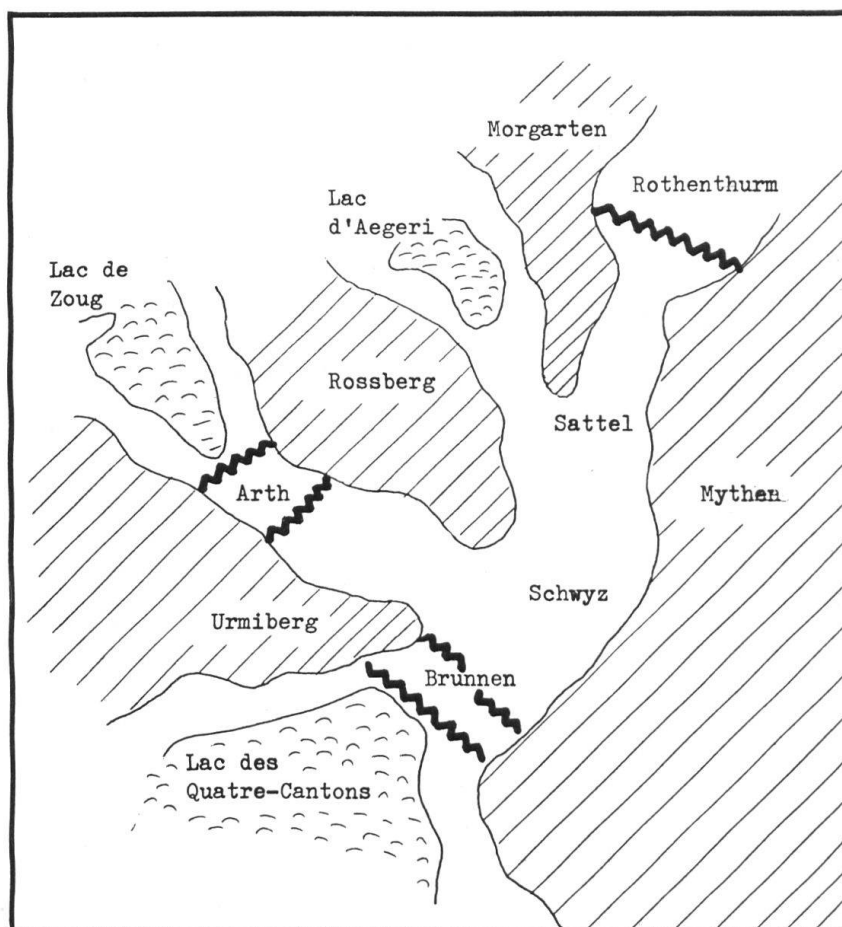 Morgarten
Rothenthurm
Lac
d'Aegeri
Lac de
Zoug
Rossberg
Sattel
Arth
Mythen
Schwyz
Urmiberg
Brunnen
Lac des
Quatre-Cantons